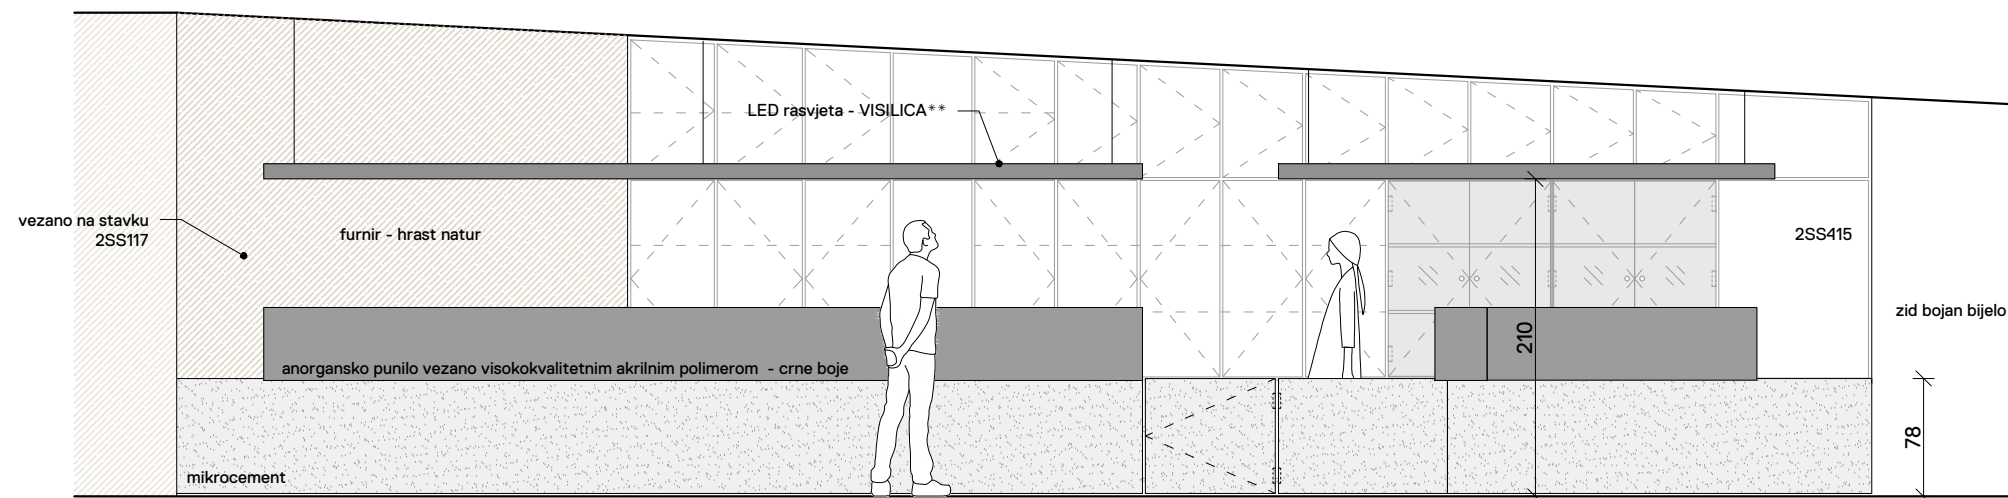 LED rasvjeta - VISILICA**
vezano na stavku
2SS117
furnir - hrast natur
2SS415
zid bojan bijelo
210
anorgansko punilo vezano visokokvalitetnim akrilnim polimerom - crne boje
78
mikrocement